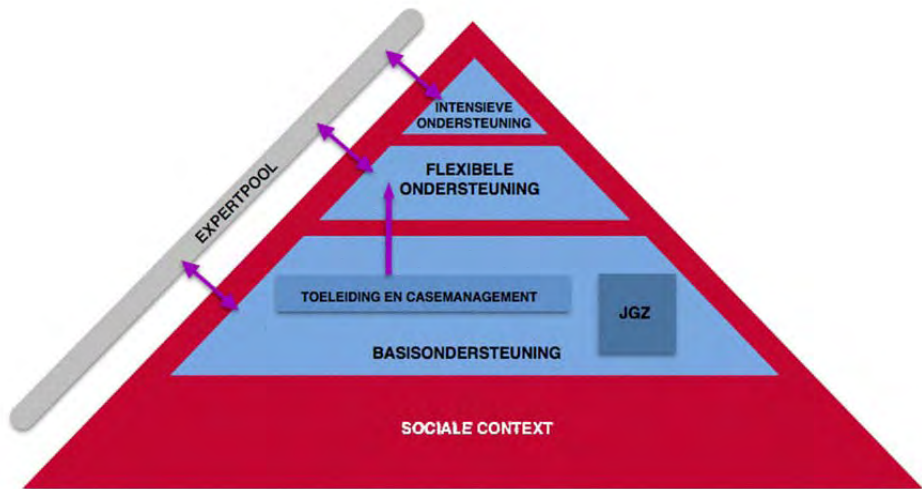 INTENSIEVE
ONDERSTEUNING
FLEXIBELE
ONDERSTEUNING
EXPERTPOOL
TOELEIDING EN CASEMANAGEMENT
JGZ
BASISONDERSTEUNING
SOCIALE CONTEXT